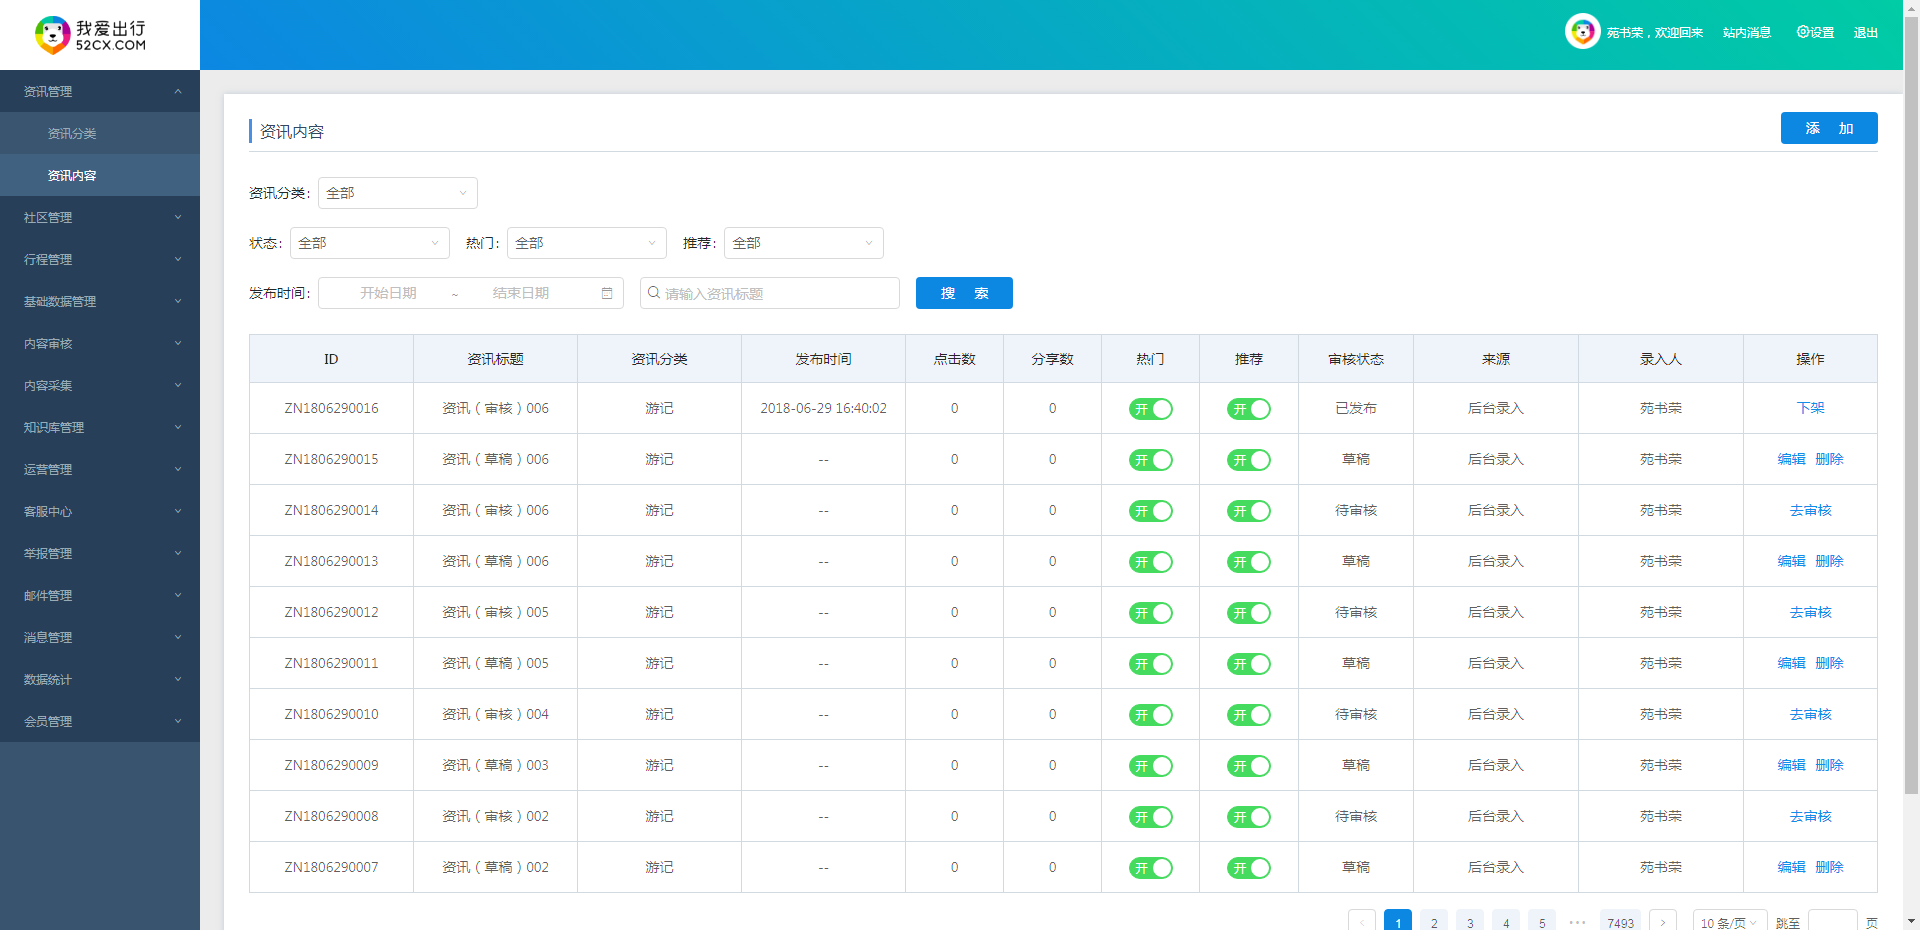 我爱出行
52CX.COM
苑书荣，欢迎回来 站内消息 设置 退出
资讯管理
资讯分类
资讯内容
社区管理
行程管理
基础数据管理
内容审核
内容采集
知识库管理
运营管理
客服中心
举报管理
邮件管理
消息管理
数据统计
会员管理
资讯内容 添 加
资讯分类: 全部
状态: 全部 热门: 全部 推荐: 全部
发布时间: 开始日期 ~ 结束日期 请输入资讯标题 搜 索
ID 资讯标题 资讯分类 发布时间 点击数 分享数 热门 推荐 审核状态 来源 录入人 操作
ZN1806290016 资讯（审核）006 游记 2018-06-29 16:40:02 0 0 开 开 已发布 后台录入 苑书荣 下架
ZN1806290015 资讯（草稿）006 游记 -- 0 0 开 开 草稿 后台录入 苑书荣 编辑 删除
ZN1806290014 资讯（审核）006 游记 -- 0 0 开 开 待审核 后台录入 苑书荣 去审核
ZN1806290013 资讯（草稿）006 游记 -- 0 0 开 开 草稿 后台录入 苑书荣 编辑 删除
ZN1806290012 资讯（审核）005 游记 -- 0 0 开 开 待审核 后台录入 苑书荣 去审核
ZN1806290011 资讯（草稿）005 游记 -- 0 0 开 开 草稿 后台录入 苑书荣 编辑 删除
ZN1806290010 资讯（审核）004 游记 -- 0 0 开 开 待审核 后台录入 苑书荣 去审核
ZN1806290009 资讯（草稿）003 游记 -- 0 0 开 开 草稿 后台录入 苑书荣 编辑 删除
ZN1806290008 资讯（审核）002 游记 -- 0 0 开 开 待审核 后台录入 苑书荣 去审核
ZN1806290007 资讯（草稿）002 游记 -- 0 0 开 开 草稿 后台录入 苑书荣 编辑 删除
1 2 3 4 5 ••• 7493 10 条/页 跳至 页